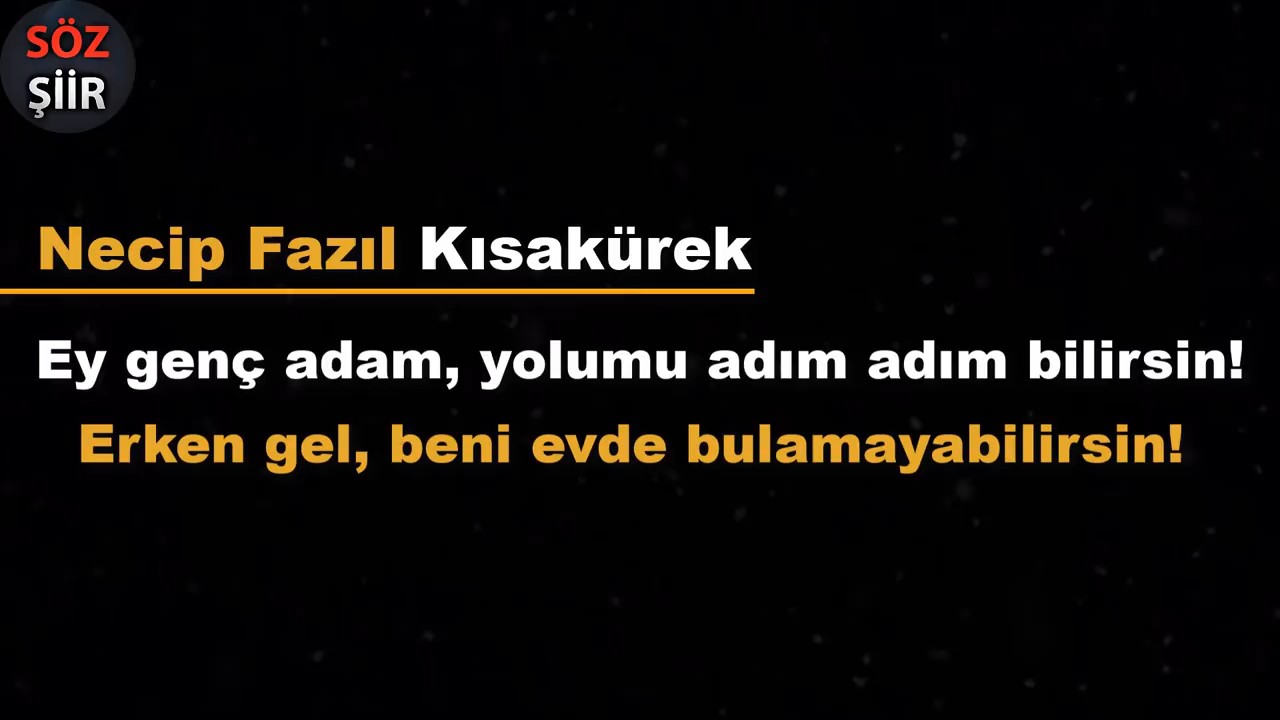 SÖZ
ŞİİR
Necip Fazıl Kısakürek
Ey genç adam, yolumu adım adım bilirsin!
Erken gel, beni evde bulamayabilirsin!